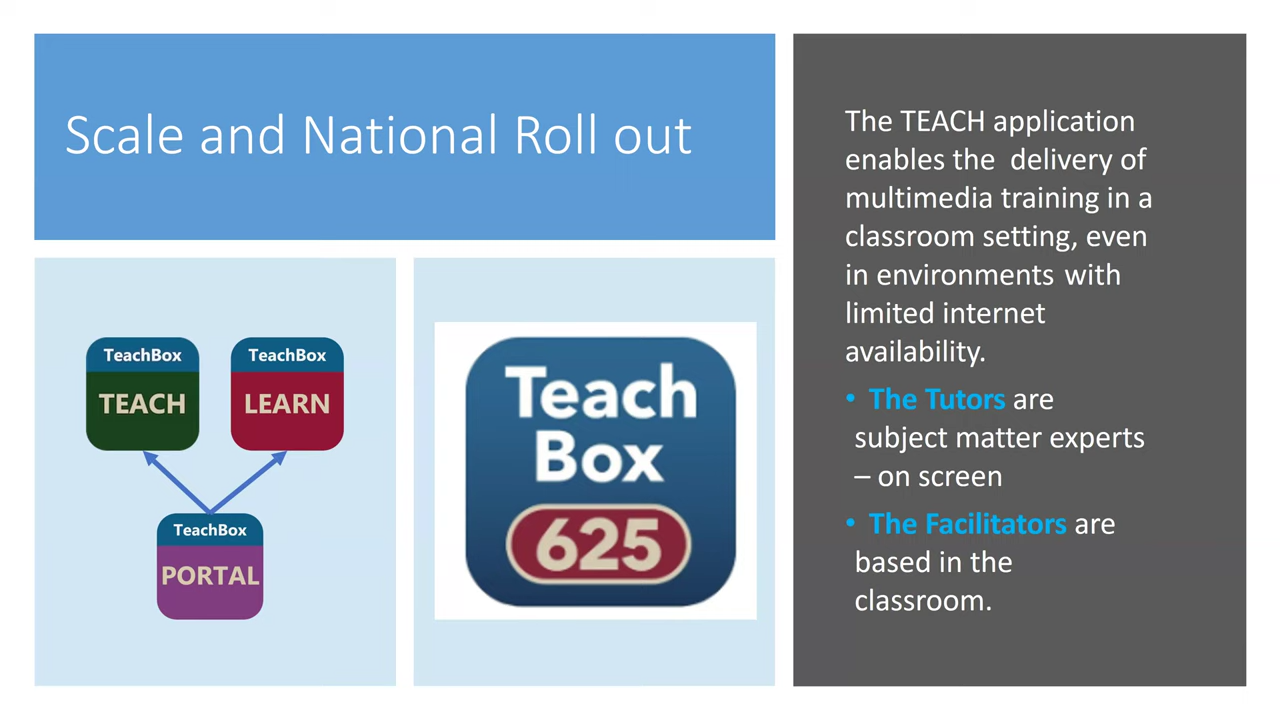 Scale and National Roll out
TeachBox
TEACH
TeachBox
LEARN
TeachBox
PORTAL
Teach
Box
625
The TEACH application
enables the delivery of
multimedia training in a
classroom setting, even
in environments with
limited internet
availability.
• The Tutors are
subject matter experts
– on screen
• The Facilitators are
based in the
classroom.